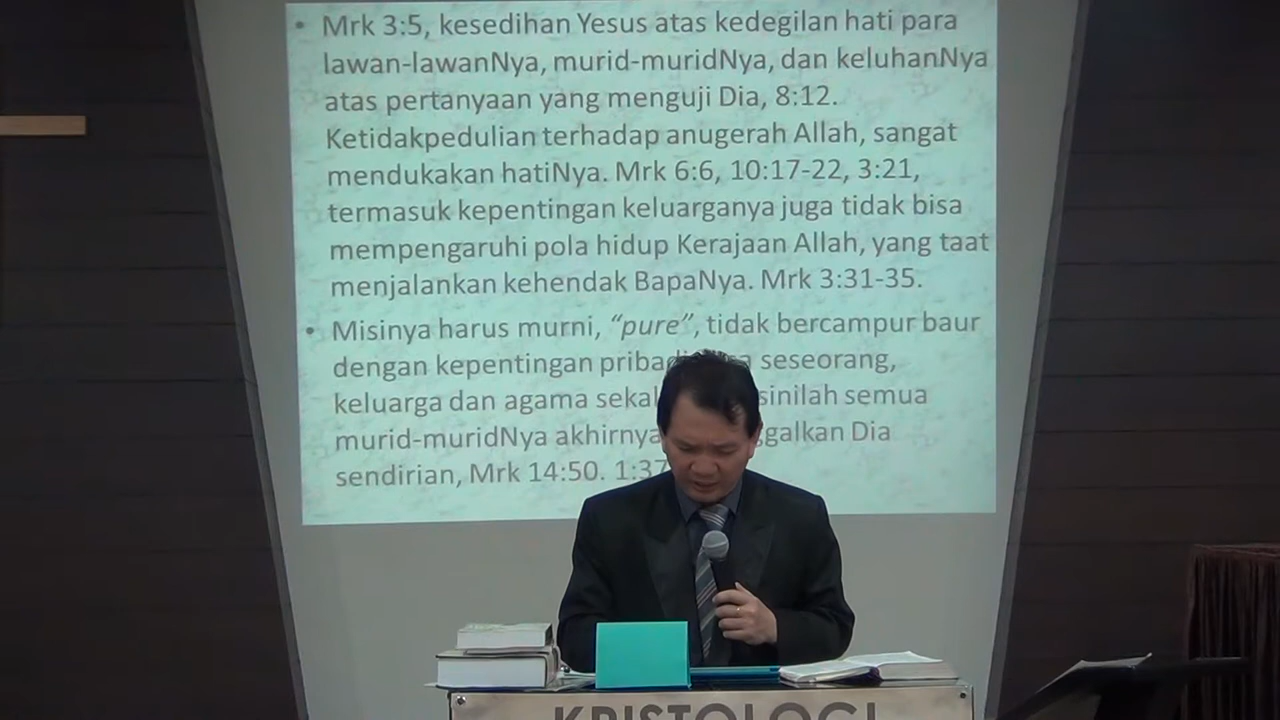 • Mrk 3:5, kesedihan Yesus atas kedegilan hati para
lawan-lawanNya, murid-muridNya, dan keluhanNya
atas pertanyaan yang menguji Dia, 8:12.
Ketidakpedulian terhadap anugerah Allah, sangat
mendukakan hatiNya. Mrk 6:6, 10:17-22, 3:21,
termasuk kepentingan keluarganya juga tidak bisa
mempengaruhi pola hidup Kerajaan Allah, yang taat
menjalankan kehendak BapaNya. Mrk 3:31-35.
• Misinya harus murni, “pure”, tidak bercampur baur
dengan kepentingan seseorang,
keluarga dan agama semua
murid-muridNya akhirnya Dia
sendirian, Mrk 14:50.
KRISTOLOGI